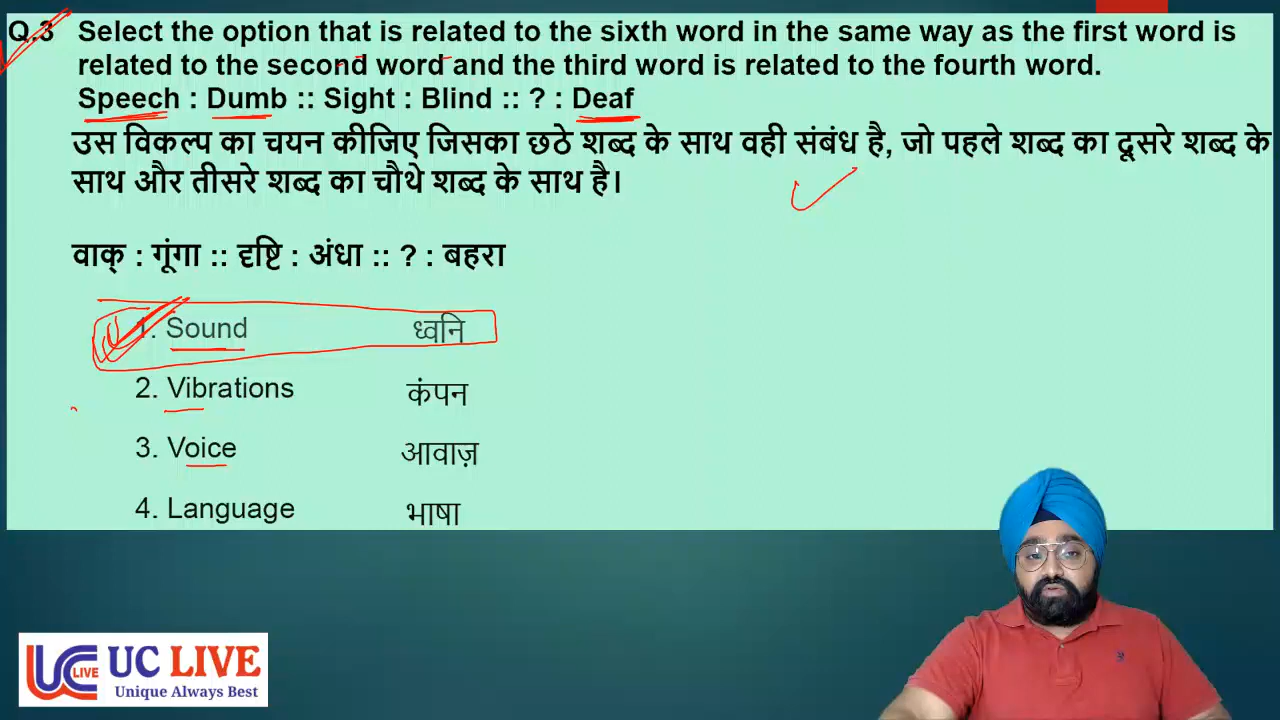 Q.3 Select the option that is related to the sixth word in the same way as the first word is
related to the second word and the third word is related to the fourth word.
Speech : Dumb :: Sight : Blind :: ? : Deaf
उस विकल्प का चयन कीजिए जिसका छठे शब्द के साथ वही संबंध है, जो पहले शब्द का दूसरे शब्द के
साथ और तीसरे शब्द का चौथे शब्द के साथ है।
वाक् : गूंगा :: दृष्टि : अंधा :: ? : बहरा
1. Sound ध्वनि
2. Vibrations कंपन
3. Voice आवाज़
4. Language भाषा
UC LIVE UC LIVE
Unique Always Best